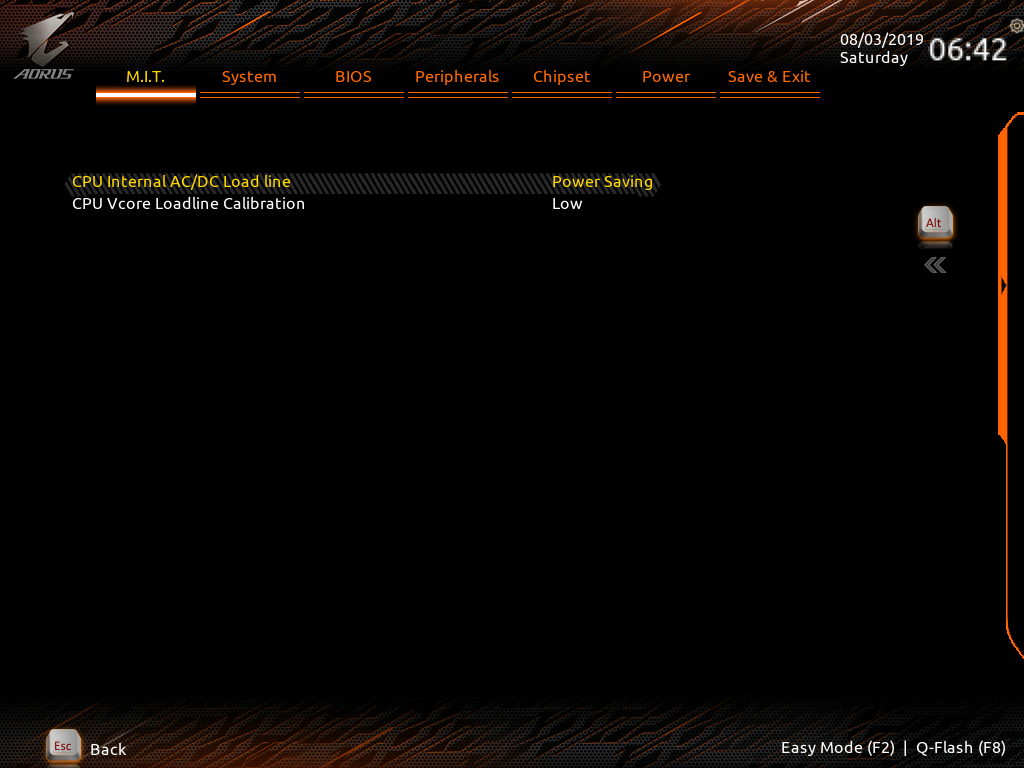 08/03/2019
Saturday
06:42
AORUS
M.I.T. System BIOS Peripherals Chipset Power Save & Exit
CPU Internal AC/DC Load line Power Saving
CPU Vcore Loadline Calibration Low
Alt
Esc Back
Easy Mode (F2) | Q-Flash (F8)